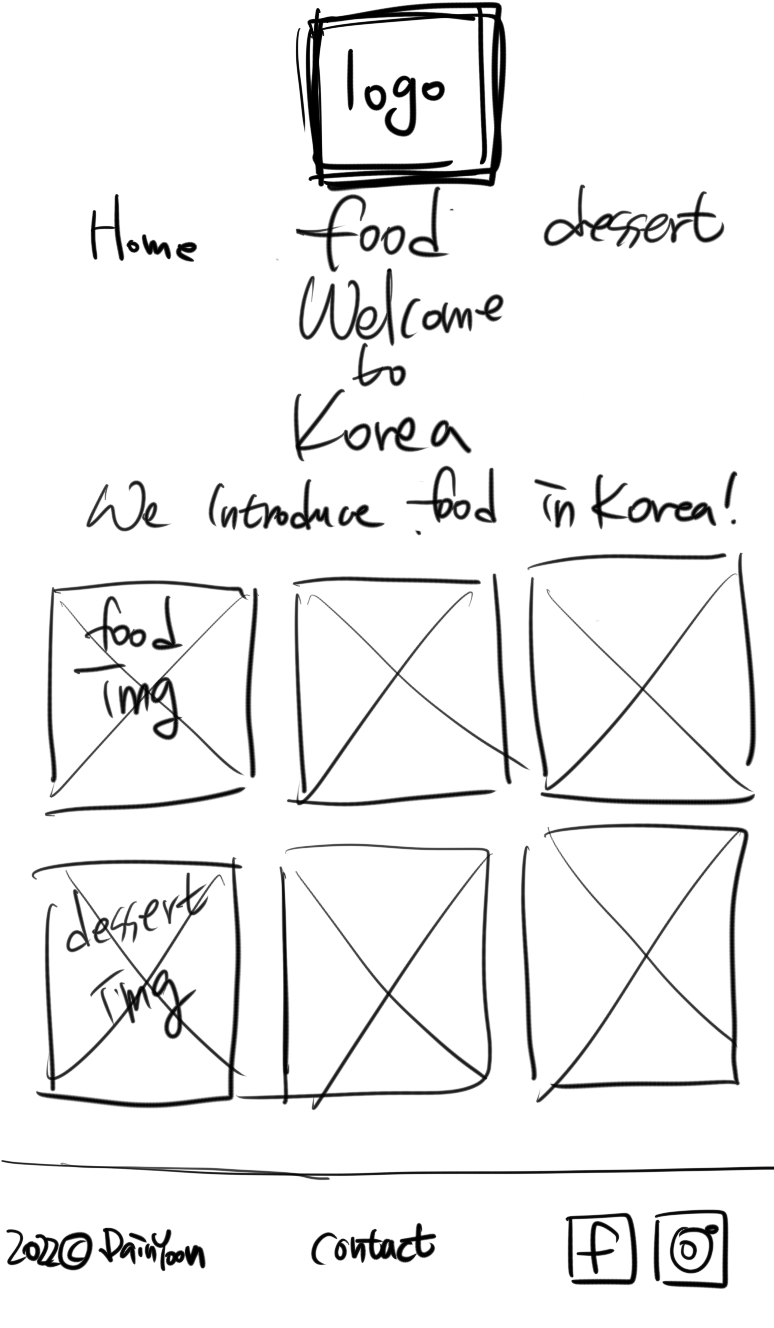 logo
Home food dessert
Welcome
to
Korea
We introduce food in Korea!
food
img
dessert
img
2022© DainYoon contact f